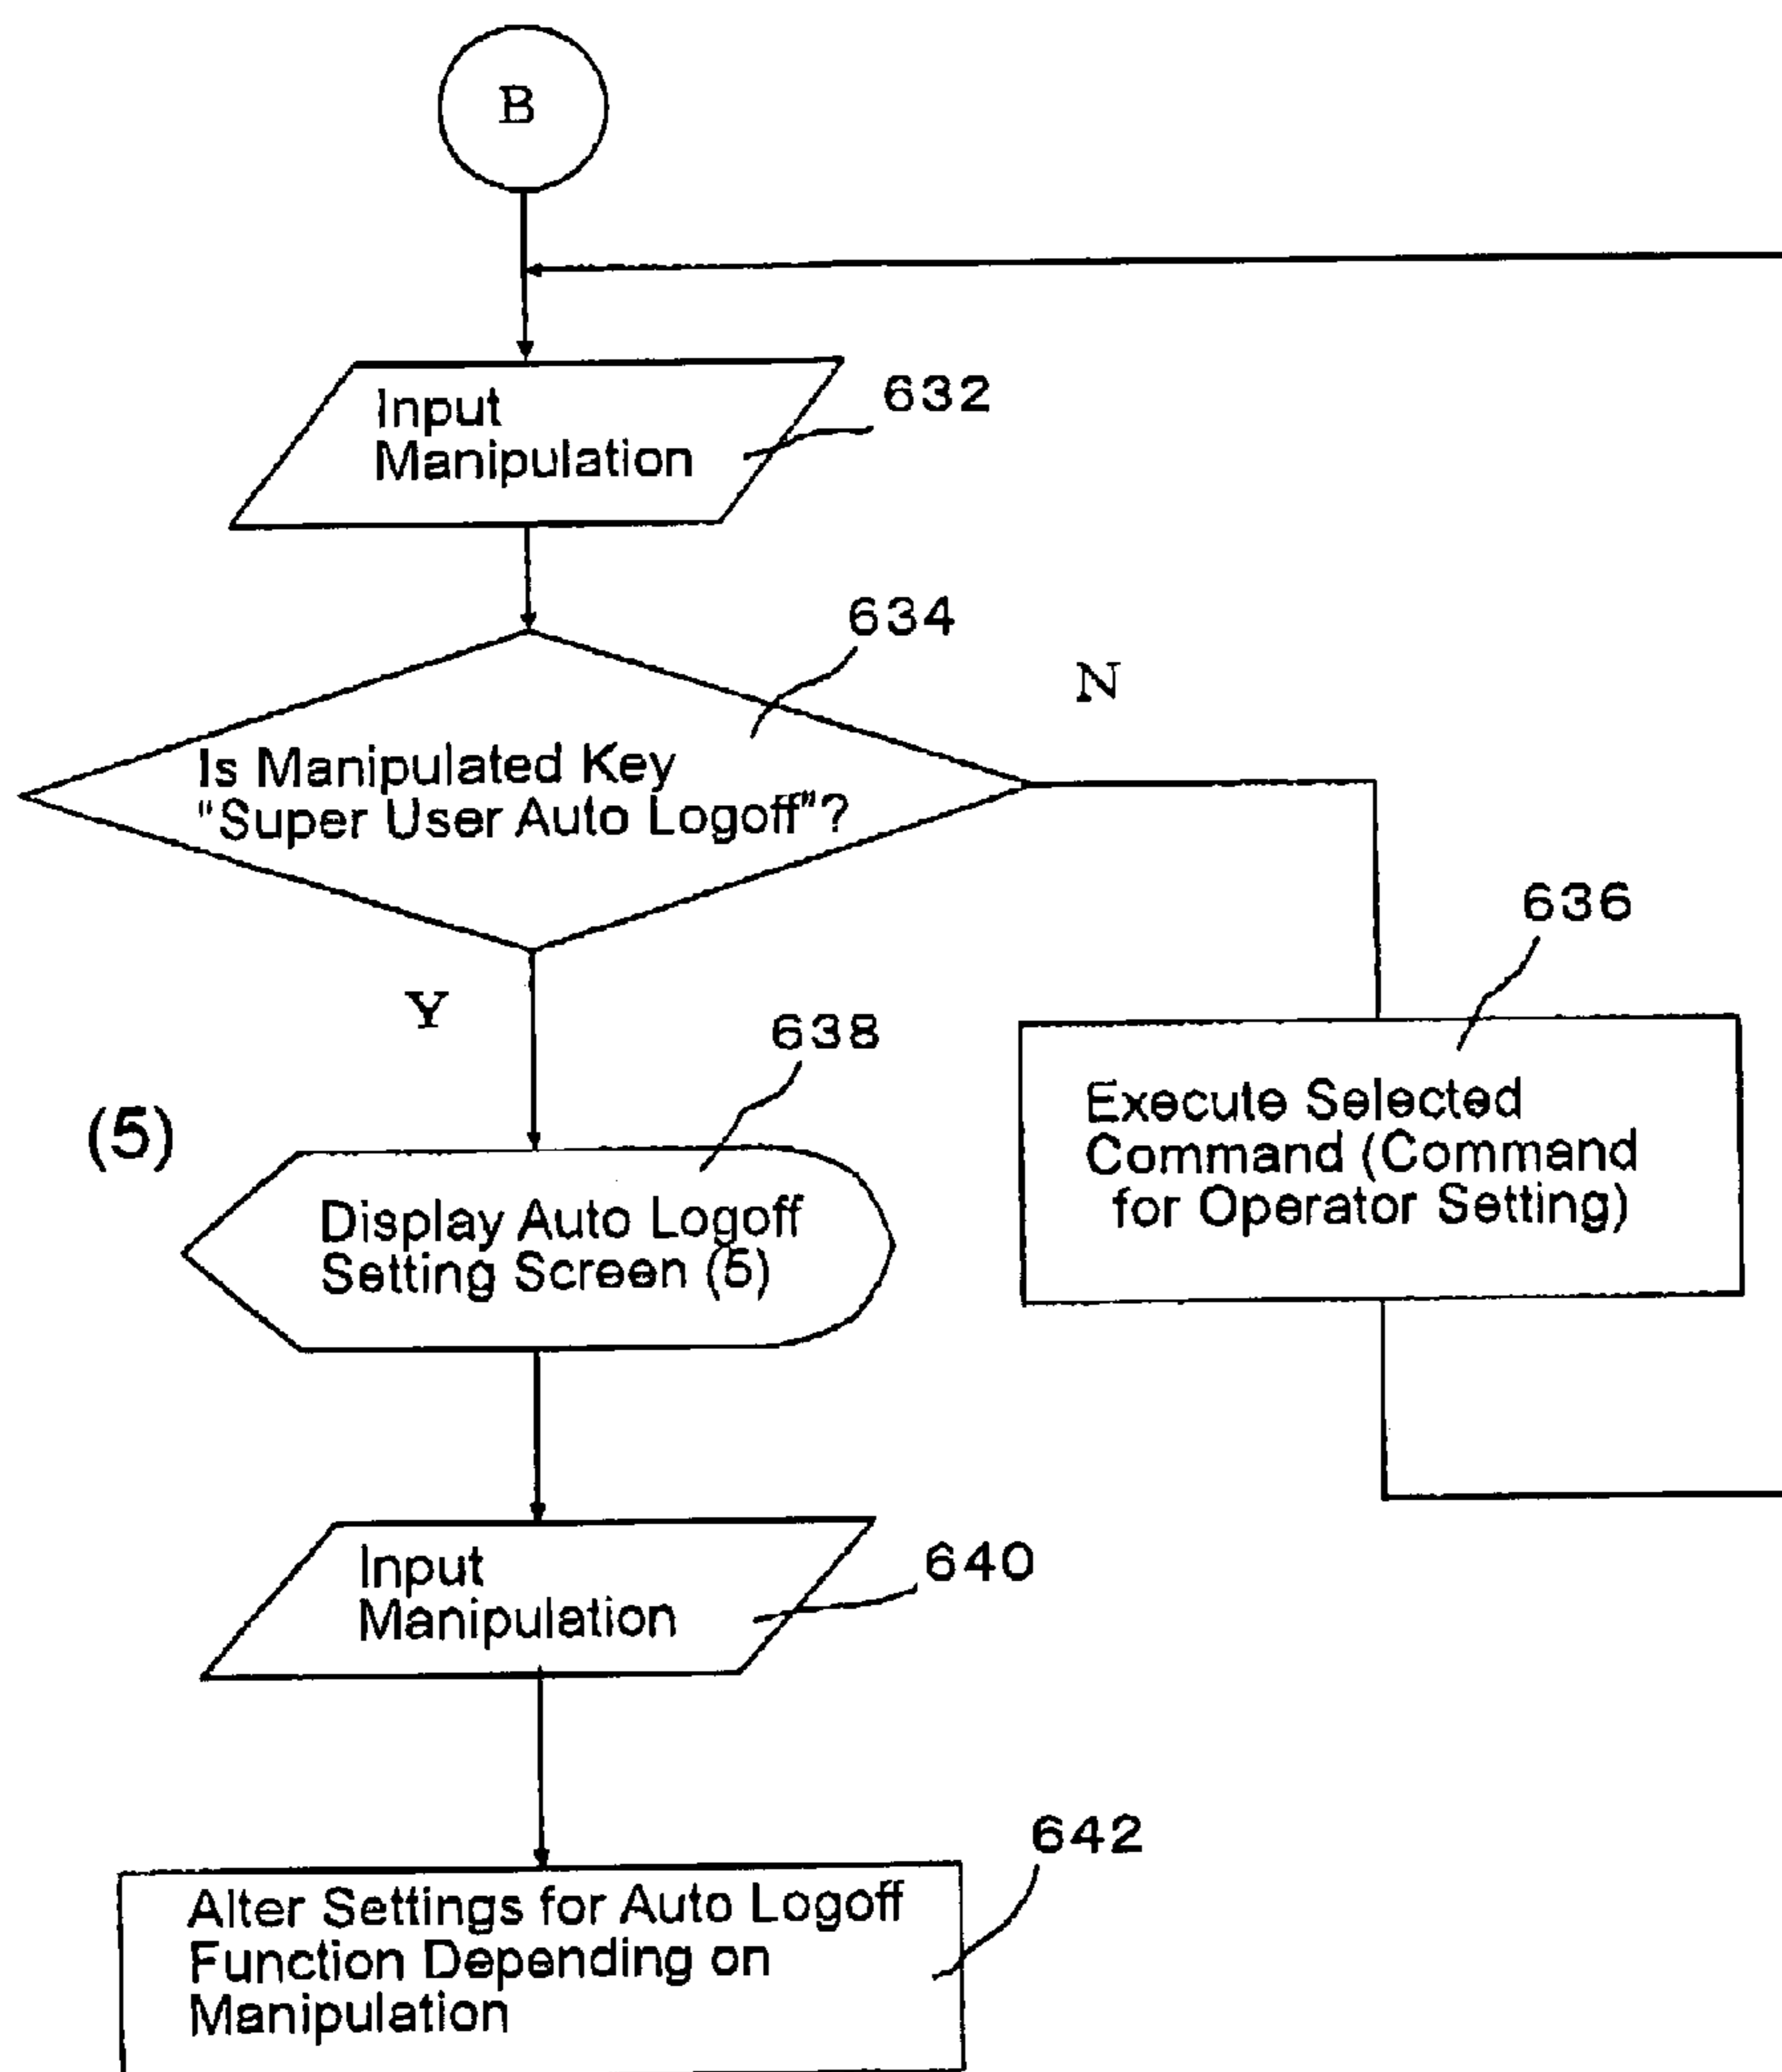 B
Input
Manipulation
632
634
N
Is Manipulated Key
"Super User Auto Logoff"?
636
Y
638
(5)
Execute Selected
Command (Command
for Operator Setting)
Display Auto Logoff
Setting Screen (5)
Input
Manipulation
640
642
Alter Settings for Auto Logoff
Function Depending on
Manipulation